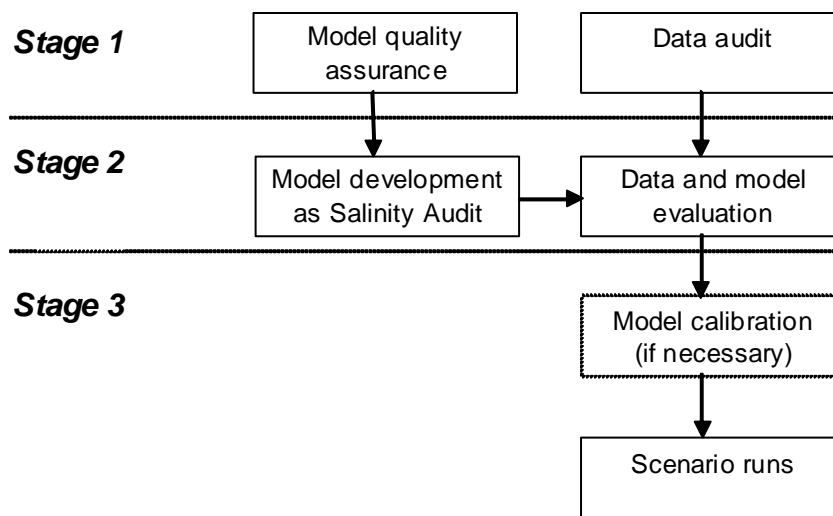 Stage 1
Model quality
assurance
Data audit
Stage 2
Model development
as Salinity Audit
Data and model
evaluation
Stage 3
Model calibration
(if necessary)
Scenario runs